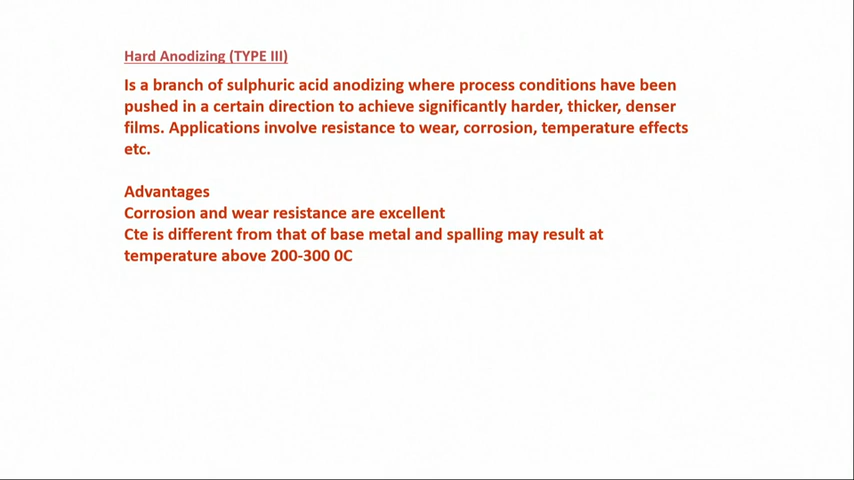 Hard Anodizing (TYPE III)
Is a branch of sulphuric acid anodizing where process conditions have been
pushed in a certain direction to achieve significantly harder, thicker, denser
films. Applications involve resistance to wear, corrosion, temperature effects
etc.
Advantages
Corrosion and wear resistance are excellent
Cte is different from that of base metal and spalling may result at
temperature above 200-300 0C